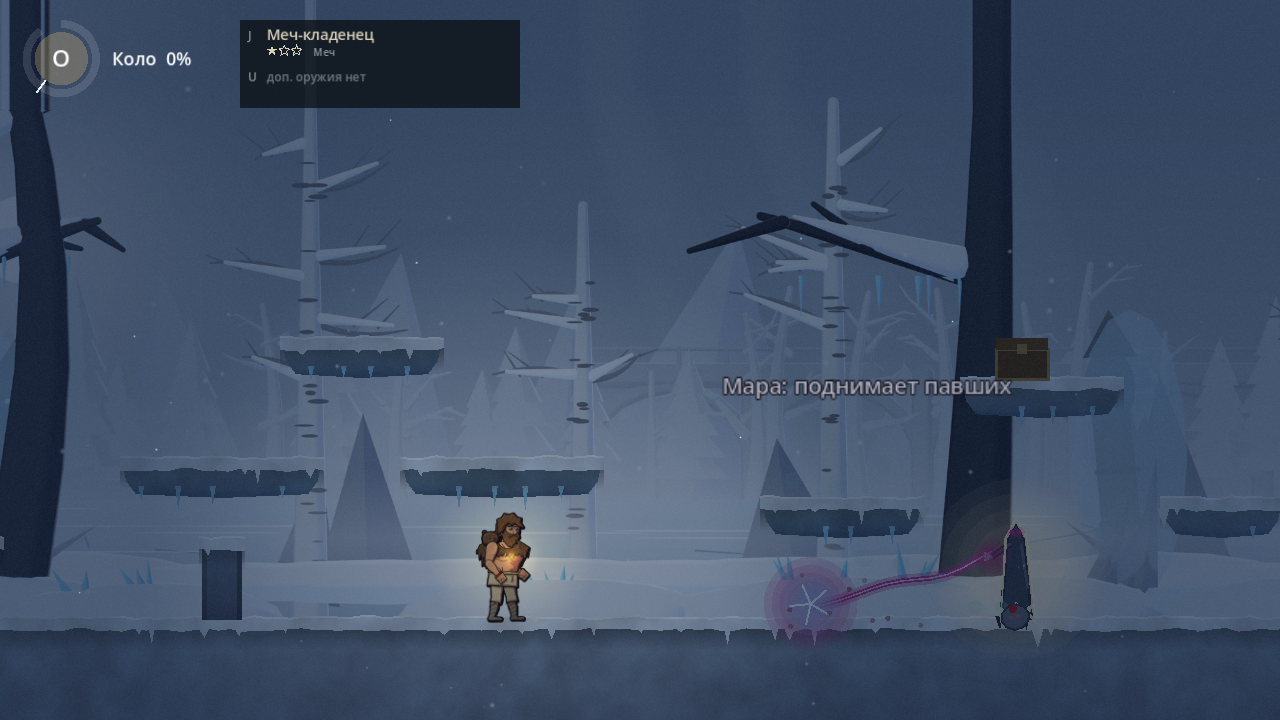 O
Коло 0%
J Меч-кладенец
★☆☆ Меч
U доп. оружия нет
Мара: поднимает павших